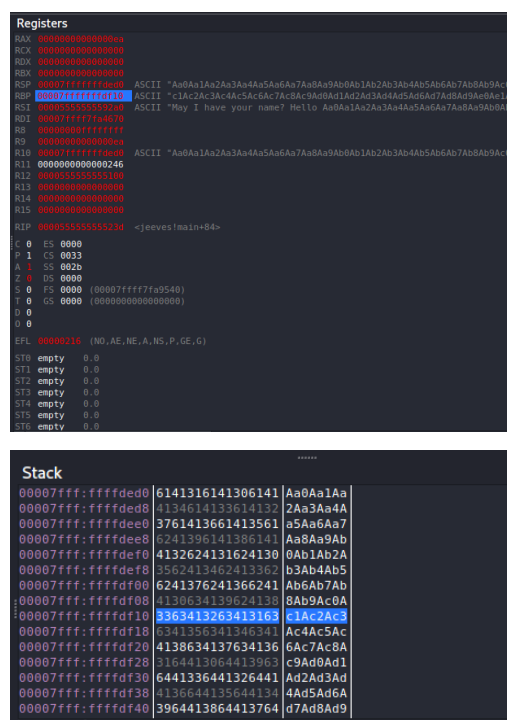 Registers
RAX 00000000000000ea
RCX 0000000000000000
RDX 0000000000000000
RBX 0000000000000000
RSP 00007fffffffded0 ASCII "Aa0Aa1Aa2Aa3Aa4Aa5Aa6Aa7Aa8Aa9Ab0Ab1Ab2Ab3Ab4Ab5Ab6Ab7Ab8Ab9Ac
RBP 00007fffffffdf10 ASCII "c1Ac2Ac3Ac4Ac5Ac6Ac7Ac8Ac9Ad0Ad1Ad2Ad3Ad4Ad5Ad6Ad7Ad8Ad9Ae0Ae1
RSI 00005555555592a0 ASCII "May I have your name? Hello Aa0Aa1Aa2Aa3Aa4Aa5Aa6Aa7Aa8Aa9Ab0Ab
RDI 00007ffff7fa4670
R8 00000000ffffffff
R9 00000000000000ea
R10 00007fffffffded0 ASCII "Aa0Aa1Aa2Aa3Aa4Aa5Aa6Aa7Aa8Aa9Ab0Ab1Ab2Ab3Ab4Ab5Ab6Ab7Ab8Ab9Ac
R11 0000000000000246
R12 0000555555555100
R13 0000000000000000
R14 0000000000000000
R15 0000000000000000
RIP 000055555555523d <jeeves!main+84>
C 0 ES 0000
P 1 CS 0033
A 1 SS 002b
Z 0 DS 0000
S 0 FS 0000 (00007ffff7fa9540)
T 0 GS 0000 (0000000000000000)
D 0
O 0
EFL 00000216 (NO,AE,NE,A,NS,P,GE,G)
ST0 empty 0.0
ST1 empty 0.0
ST2 empty 0.0
ST3 empty 0.0
ST4 empty 0.0
ST5 empty 0.0
ST6 empty 0.0
Stack
00007fff:ffffded0 6141316141306141 Aa0Aa1Aa
00007fff:ffffded8 4134614133614132 2Aa3Aa4A
00007fff:ffffdee0 3761413661413561 a5Aa6Aa7
00007fff:ffffdee8 6241396141386141 Aa8Aa9Ab
00007fff:ffffdef0 4132624131624130 0Ab1Ab2A
00007fff:ffffdef8 3562413462413362 b3Ab4Ab5
00007fff:ffffdf00 6241376241366241 Ab6Ab7Ab
00007fff:ffffdf08 4130634139624138 8Ab9Ac0A
00007fff:ffffdf10 3363413263413163 c1Ac2Ac3
00007fff:ffffdf18 6341356341346341 Ac4Ac5Ac
00007fff:ffffdf20 4138634137634136 6Ac7Ac8A
00007fff:ffffdf28 3164413064413963 c9Ad0Ad1
00007fff:ffffdf30 6441336441326441 Ad2Ad3Ad
00007fff:ffffdf38 4136644135644134 4Ad5Ad6A
00007fff:ffffdf40 3964413864413764 d7Ad8Ad9